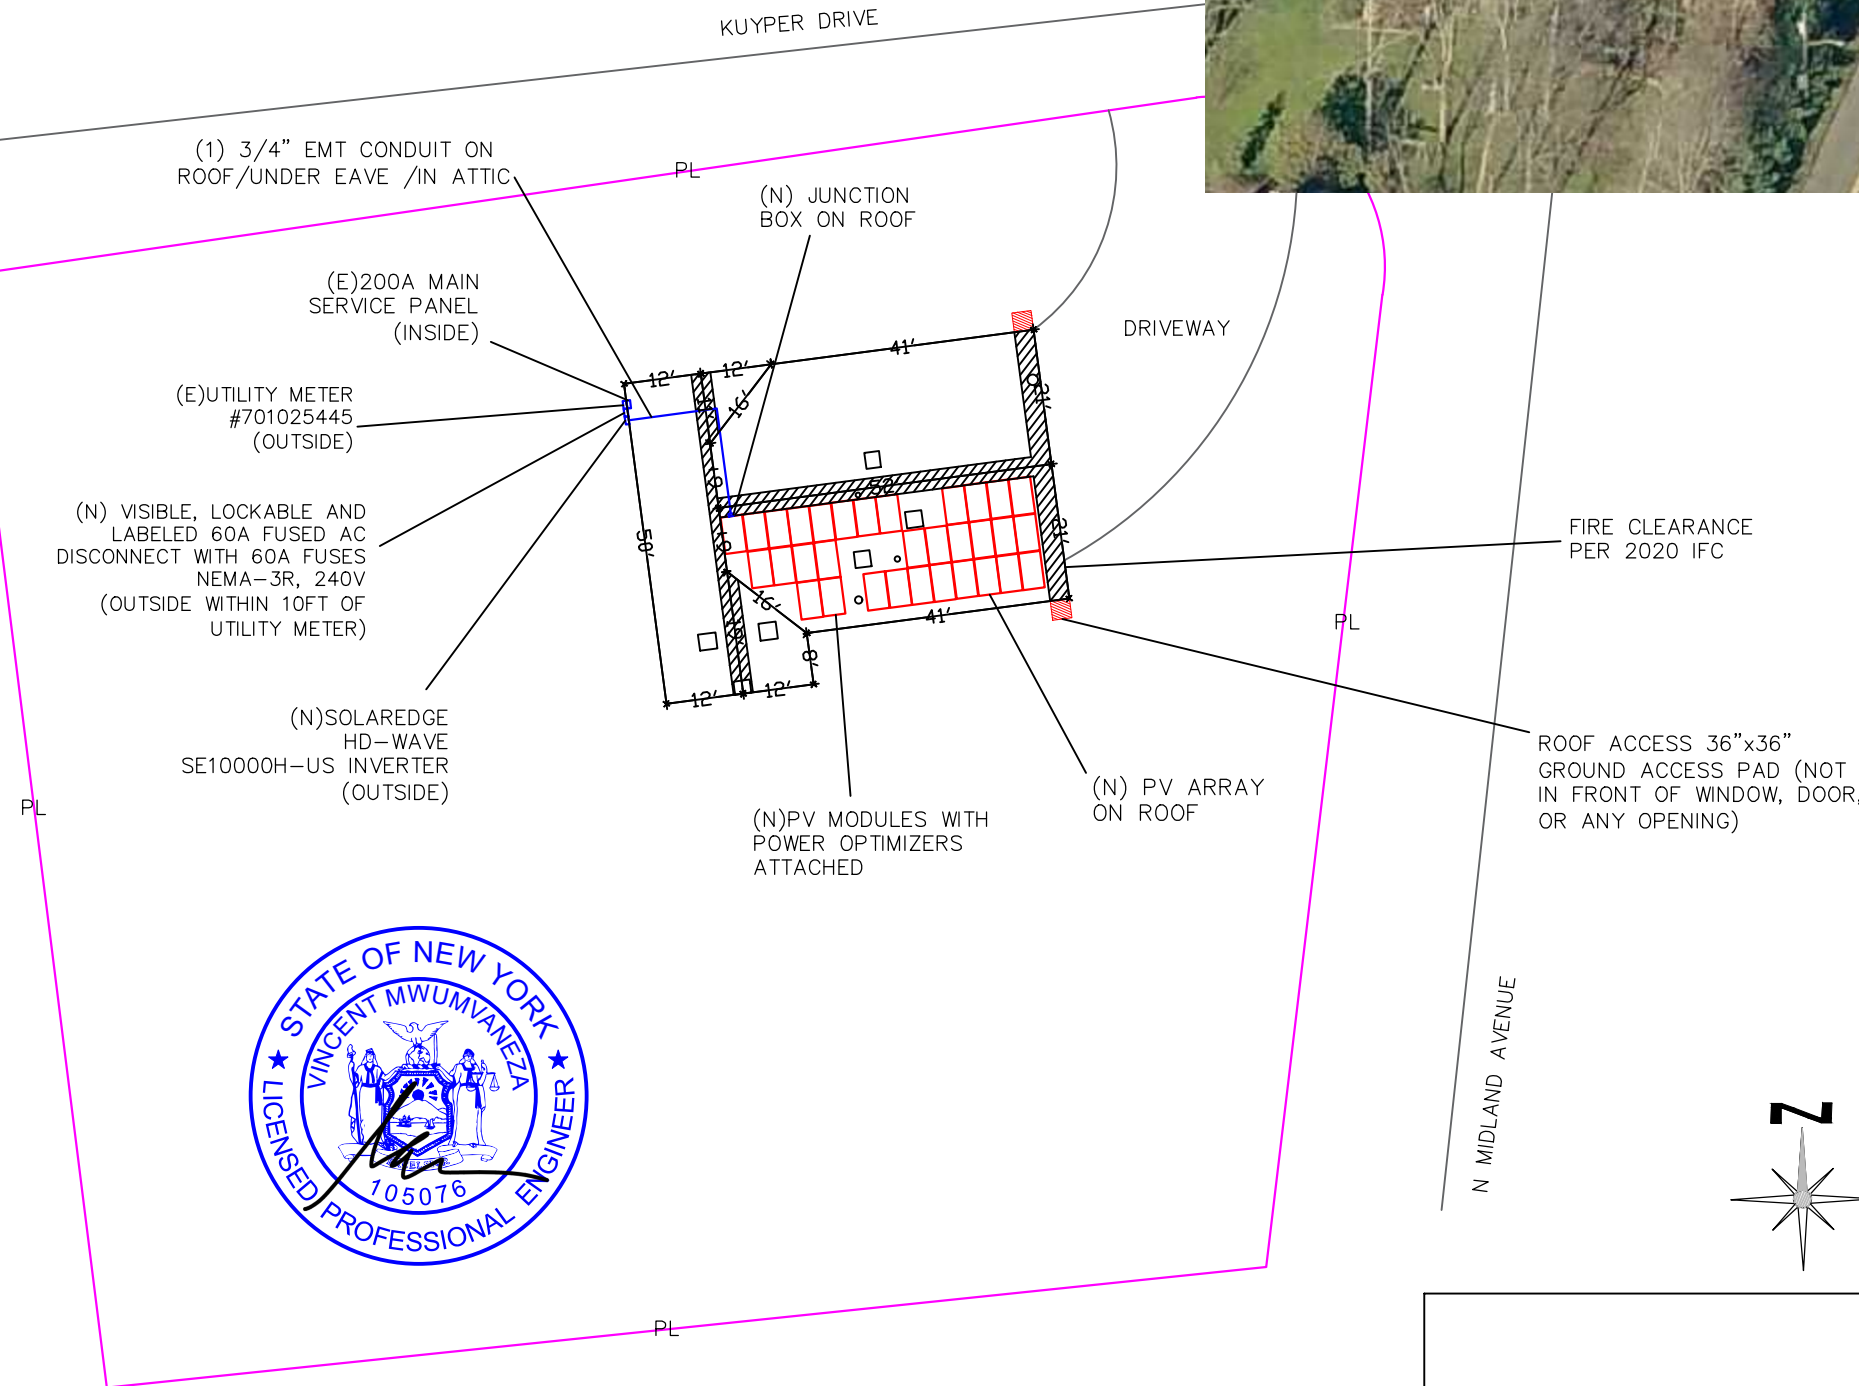 KUYPER DRIVE
(1) 3/4” EMT CONDUIT ON
ROOF/UNDER EAVE /IN ATTIC
PL
(N) JUNCTION
BOX ON ROOF
(E)200A MAIN
SERVICE PANEL
(INSIDE)
DRIVEWAY
(E)UTILITY METER
#701025445
(OUTSIDE)
12’
12’
41’
16’
21’
52’
50’
21’
16’
41’
8’
12’
12’
(N) VISIBLE, LOCKABLE AND
LABELED 60A FUSED AC
DISCONNECT WITH 60A FUSES
NEMA–3R, 240V
(OUTSIDE WITHIN 10FT OF
UTILITY METER)
FIRE CLEARANCE
PER 2020 IFC
PL
(N)SOLAREDGE
HD–WAVE
SE10000H–US INVERTER
(OUTSIDE)
PL
(N)PV MODULES WITH
POWER OPTIMIZERS
ATTACHED
(N) PV ARRAY
ON ROOF
ROOF ACCESS 36”x36”
GROUND ACCESS PAD (NOT
IN FRONT OF WINDOW, DOOR,
OR ANY OPENING)
STATE OF NEW YORK
VINCENT MWUMVANEZA
105076
LICENSED PROFESSIONAL ENGINEER
N MIDLAND AVENUE
N
PL